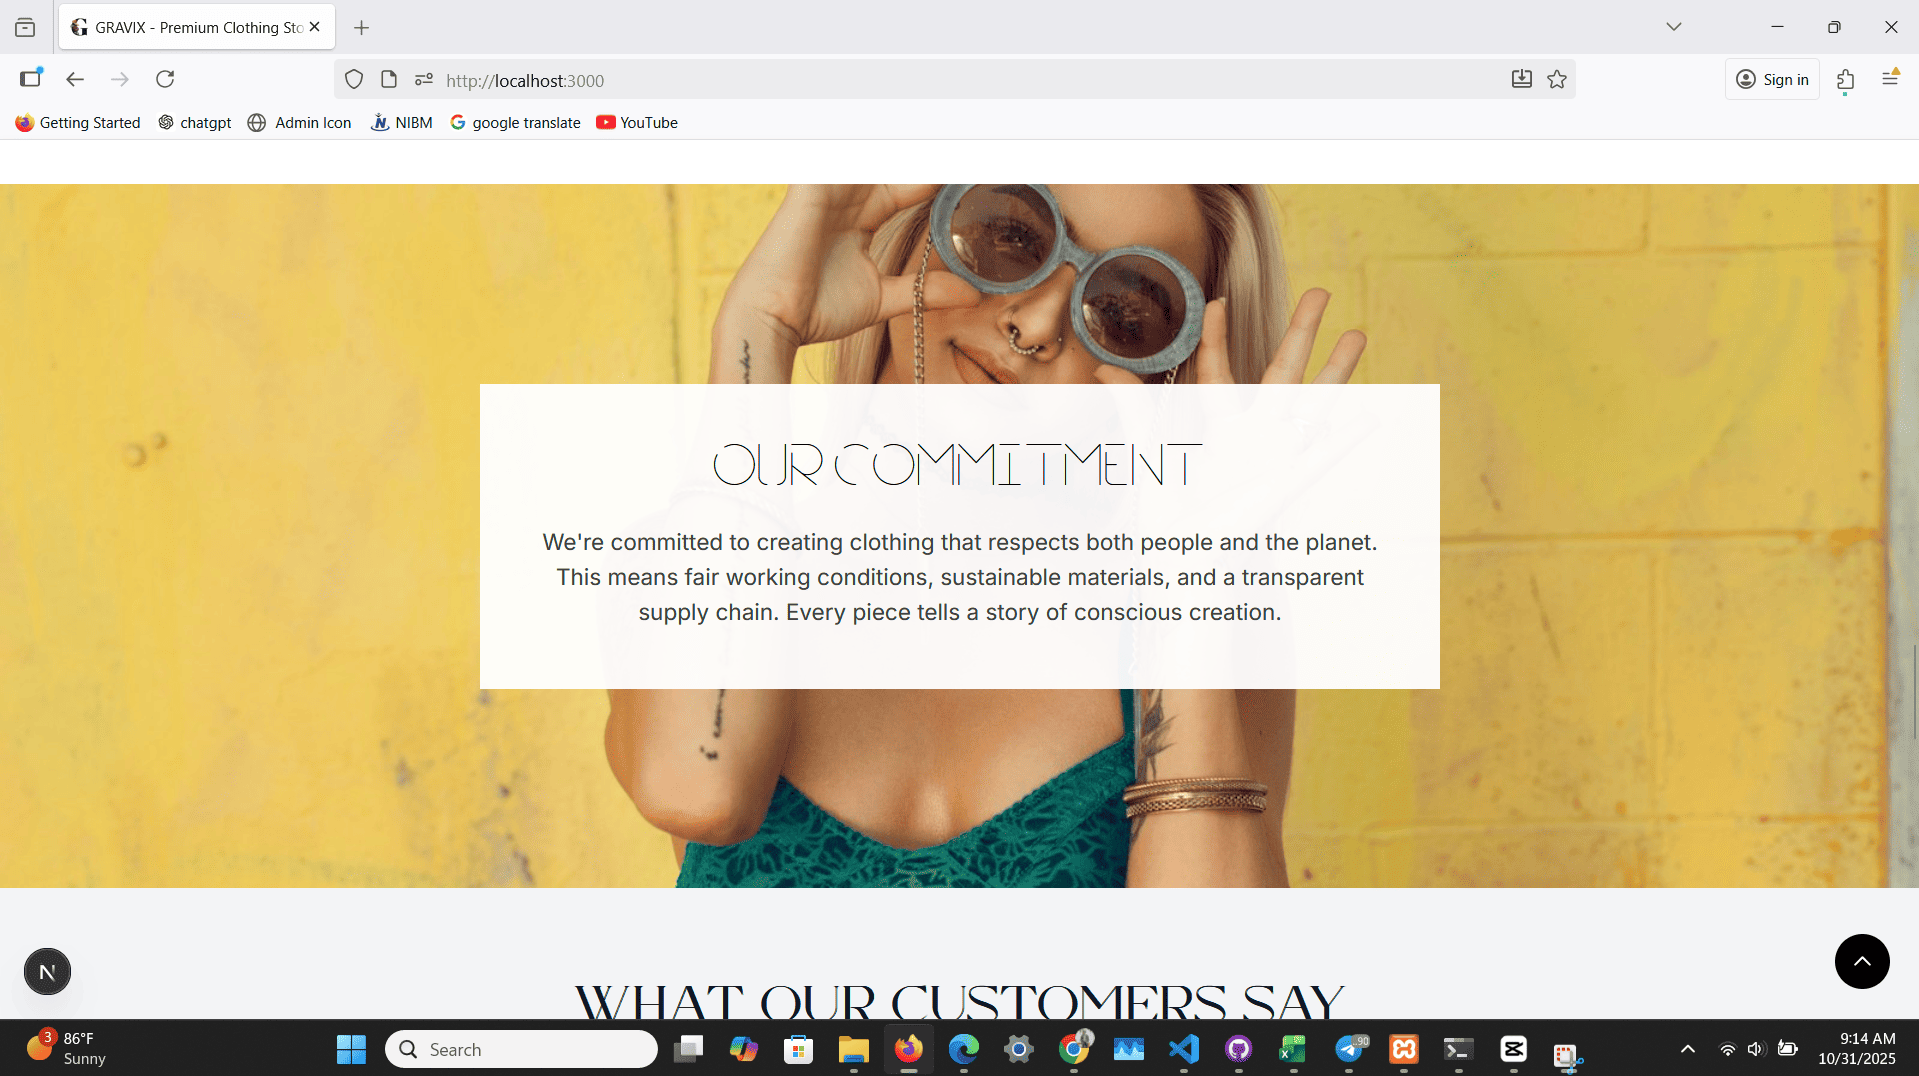 GRAVIX - Premium Clothing Sto
http://localhost:3000
Sign in
Getting Started
chatgpt
Admin Icon
NIBM
google translate
YouTube
OUR COMMITMENT
We're committed to creating clothing that respects both people and the planet.
This means fair working conditions, sustainable materials, and a transparent
supply chain. Every piece tells a story of conscious creation.
N
WHAT OUR CUSTOMERS SAY
3
86°F
Sunny
Search
90
9:14 AM
10/31/2025